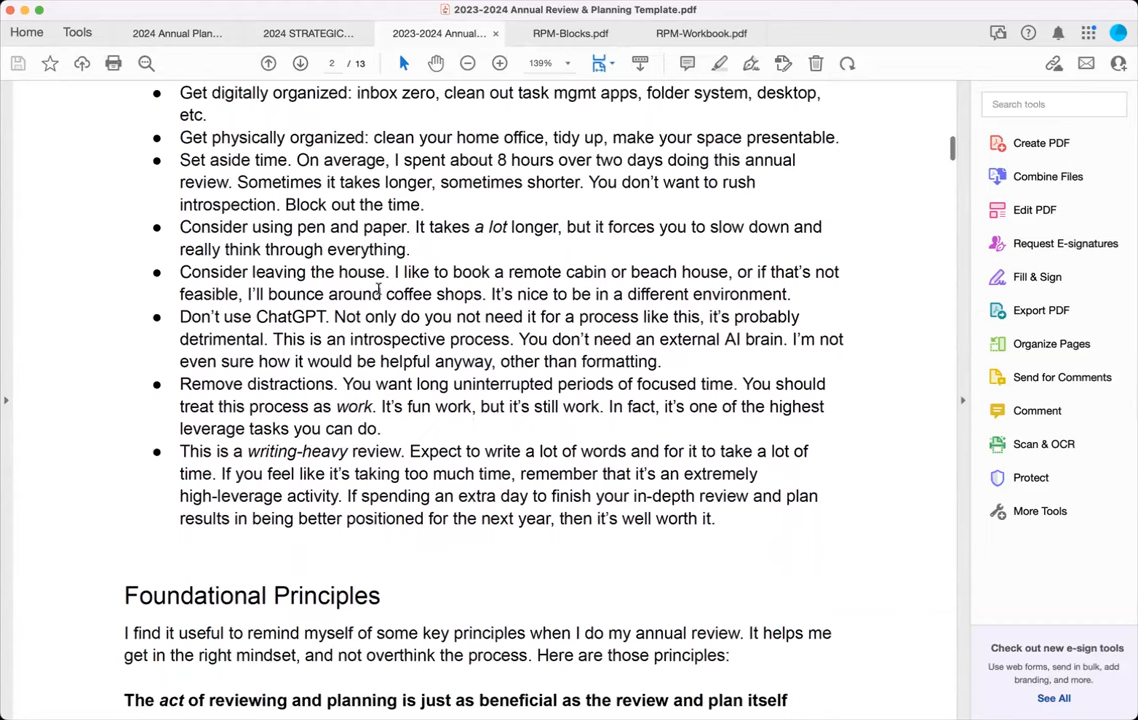 2023-2024 Annual Review & Planning Template.pdf
Home Tools 2024 Annual Plan... 2024 STRATEGIC... 2023-2024 Annual... × RPM-Blocks.pdf RPM-Workbook.pdf
2 / 13 139%
● Get digitally organized: inbox zero, clean out task mgmt apps, folder system, desktop,
etc.
● Get physically organized: clean your home office, tidy up, make your space presentable.
● Set aside time. On average, I spent about 8 hours over two days doing this annual
review. Sometimes it takes longer, sometimes shorter. You don't want to rush
introspection. Block out the time.
● Consider using pen and paper. It takes a lot longer, but it forces you to slow down and
really think through everything.
● Consider leaving the house. I like to book a remote cabin or beach house, or if that's not
feasible, I'll bounce around coffee shops. It's nice to be in a different environment.
● Don't use ChatGPT. Not only do you not need it for a process like this, it's probably
detrimental. This is an introspective process. You don't need an external AI brain. I'm not
even sure how it would be helpful anyway, other than formatting.
● Remove distractions. You want long uninterrupted periods of focused time. You should
treat this process as work. It's fun work, but it's still work. In fact, it's one of the highest
leverage tasks you can do.
● This is a writing-heavy review. Expect to write a lot of words and for it to take a lot of
time. If you feel like it's taking too much time, remember that it's an extremely
high-leverage activity. If spending an extra day to finish your in-depth review and plan
results in being better positioned for the next year, then it's well worth it.
Foundational Principles
I find it useful to remind myself of some key principles when I do my annual review. It helps me
get in the right mindset, and not overthink the process. Here are those principles:
The act of reviewing and planning is just as beneficial as the review and plan itself
Search tools
Create PDF
Combine Files
Edit PDF
Request E-signatures
Fill & Sign
Export PDF
Organize Pages
Send for Comments
Comment
Scan & OCR
Protect
More Tools
Check out new e-sign tools
Use web forms, send in bulk, add
branding, and more.
See All